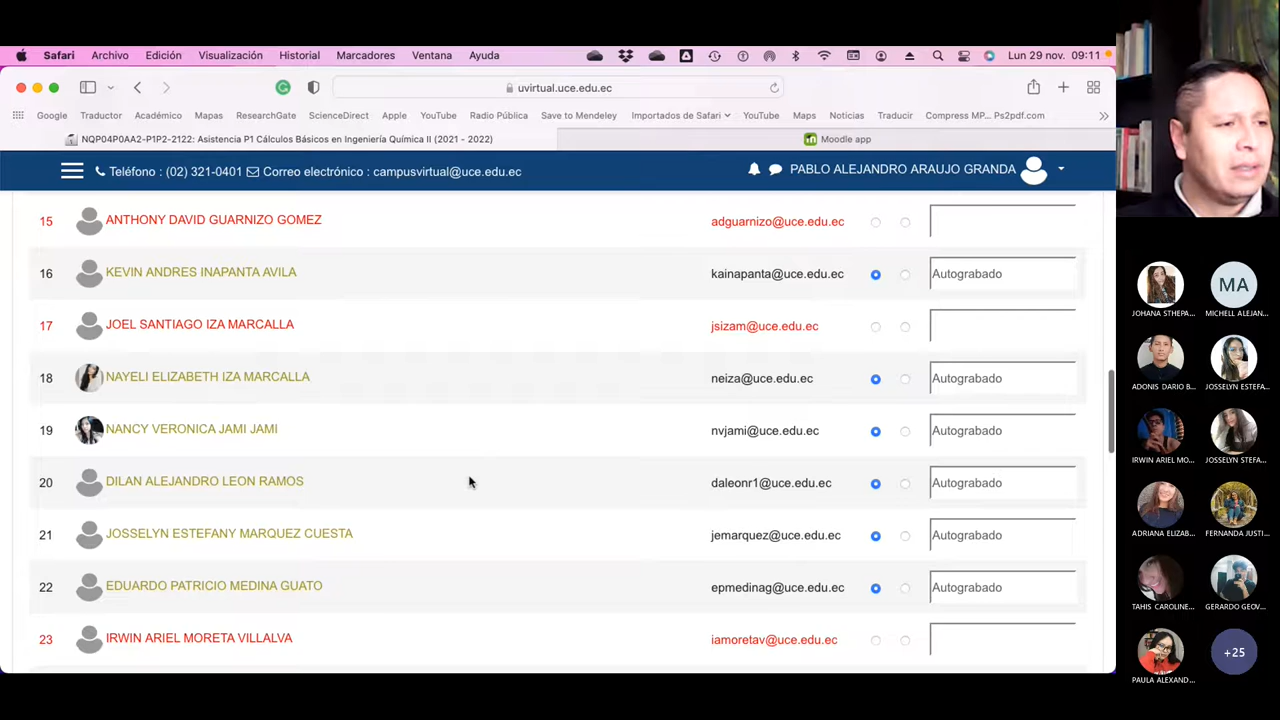 Safari Archivo Edición Visualización Historial Marcadores Ventana Ayuda Lun 29 nov. 09:11
uvirtual.uce.edu.ec
Google Traductor Académico Mapas ResearchGate ScienceDirect Apple YouTube Radio Pública Save to Mendeley Importados de Safari YouTube Maps Noticias Traducir Compress MP... Ps2pdf.com
NQP04P0AA2-P1P2-2122: Asistencia P1 Cálculos Básicos en Ingeniería Química II (2021 - 2022) Moodle app
Teléfono : (02) 321-0401 Correo electrónico : campusvirtual@uce.edu.ec PABLO ALEJANDRO ARAUJO GRANDA
15 ANTHONY DAVID GUARNIZO GOMEZ adguarnizo@uce.edu.ec
16 KEVIN ANDRES INAPANTA AVILA kainapanta@uce.edu.ec Autograbado
17 JOEL SANTIAGO IZA MARCALLA jsizam@uce.edu.ec
18 NAYELI ELIZABETH IZA MARCALLA neiza@uce.edu.ec Autograbado
19 NANCY VERONICA JAMI JAMI nvjami@uce.edu.ec Autograbado
20 DILAN ALEJANDRO LEON RAMOS daleonr1@uce.edu.ec Autograbado
21 JOSSELYN ESTEFANY MARQUEZ CUESTA jemarquez@uce.edu.ec Autograbado
22 EDUARDO PATRICIO MEDINA GUATO epmedinag@uce.edu.ec Autograbado
23 IRWIN ARIEL MORETA VILLALVA iamoretav@uce.edu.ec
MA
JOHANA STHEPA... MICHELL ALEJAN...
ADONIS DARIO B... JOSSELYN ESTEFA...
IRWIN ARIEL MO... JOSSELYN STEFA...
ADRIANA ELIZAB... FERNANDA JUSTI...
TAHIS CAROLINE... GERARDO GEOV...
+25
PAULA ALEXAND...